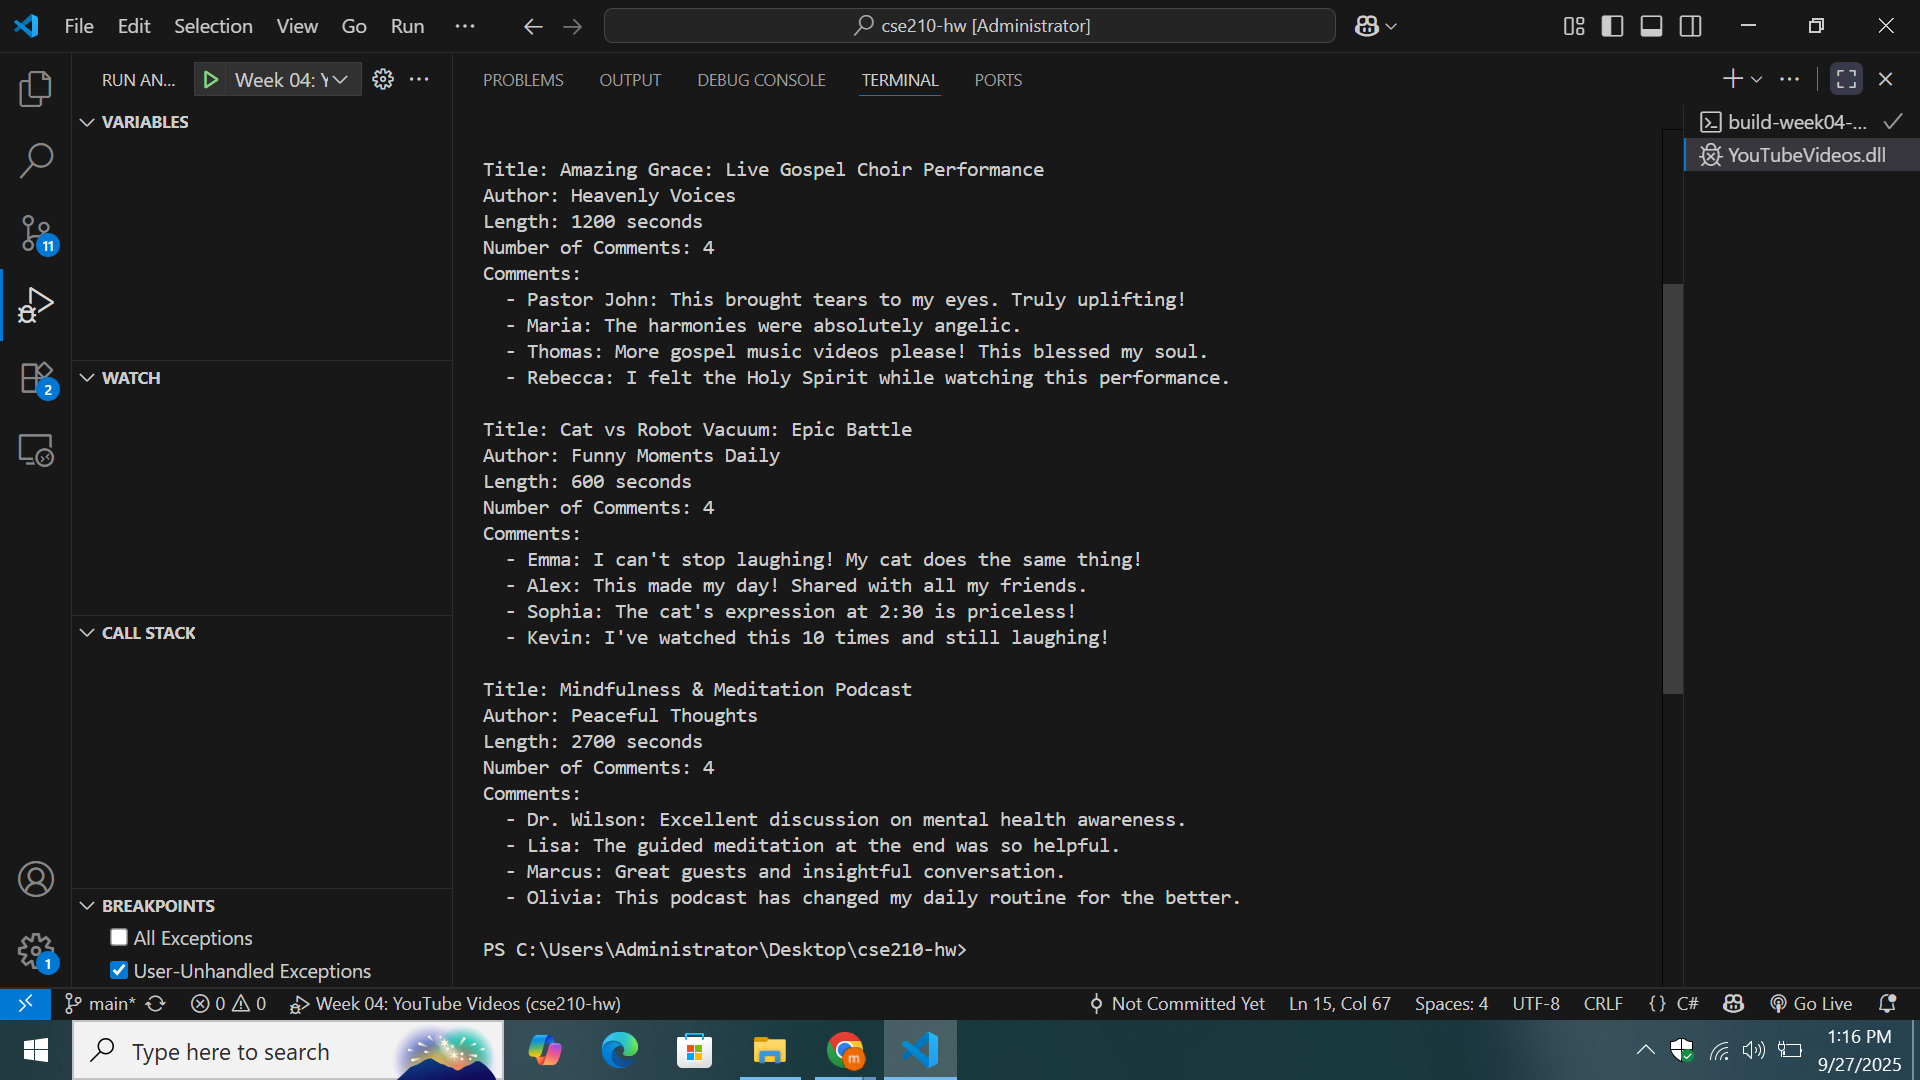 File Edit Selection View Go Run ...
cse210-hw [Administrator]
RUN AN... Week 04: Y
PROBLEMS OUTPUT DEBUG CONSOLE TERMINAL PORTS
VARIABLES
WATCH
CALL STACK
BREAKPOINTS
All Exceptions
User-Unhandled Exceptions
11
2
1
Title: Amazing Grace: Live Gospel Choir Performance
Author: Heavenly Voices
Length: 1200 seconds
Number of Comments: 4
Comments:
- Pastor John: This brought tears to my eyes. Truly uplifting!
- Maria: The harmonies were absolutely angelic.
- Thomas: More gospel music videos please! This blessed my soul.
- Rebecca: I felt the Holy Spirit while watching this performance.
Title: Cat vs Robot Vacuum: Epic Battle
Author: Funny Moments Daily
Length: 600 seconds
Number of Comments: 4
Comments:
- Emma: I can't stop laughing! My cat does the same thing!
- Alex: This made my day! Shared with all my friends.
- Sophia: The cat's expression at 2:30 is priceless!
- Kevin: I've watched this 10 times and still laughing!
Title: Mindfulness & Meditation Podcast
Author: Peaceful Thoughts
Length: 2700 seconds
Number of Comments: 4
Comments:
- Dr. Wilson: Excellent discussion on mental health awareness.
- Lisa: The guided meditation at the end was so helpful.
- Marcus: Great guests and insightful conversation.
- Olivia: This podcast has changed my daily routine for the better.
PS C:\Users\Administrator\Desktop\cse210-hw>
build-week04-...
YouTubeVideos.dll
main* 0 0 Week 04: YouTube Videos (cse210-hw) Not Committed Yet Ln 15, Col 67 Spaces: 4 UTF-8 CRLF {} C# Go Live
Type here to search
m
1:16 PM
9/27/2025